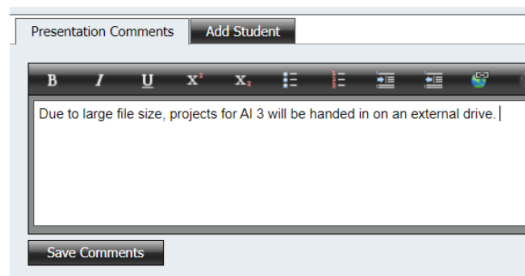 Presentation Comments Add Student
B I U X² X₂
Due to large file size, projects for AI 3 will be handed in on an external drive.
Save Comments